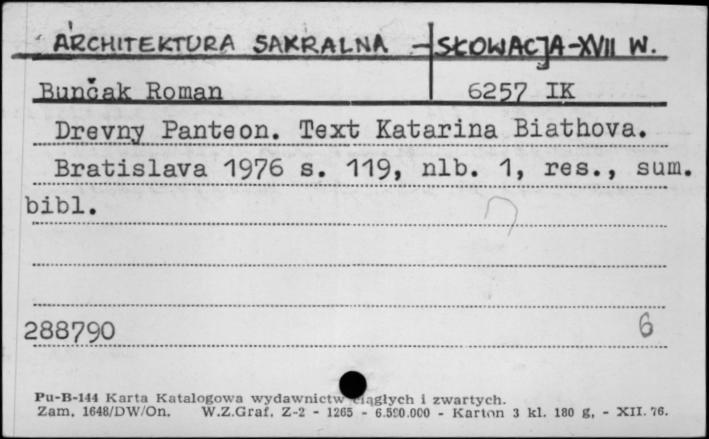 ARCHITEKTURA SAKRALNA - SŁOWACJA-XVII W.
Bunčak Roman 6257 IK
Drevny Panteon. Text Katarina Biathova.
Bratislava 1976 s. 119, nlb. 1, res., sum.
bibl.
288790 6
Pu-B-144 Karta Katalogowa wydawnictw ciągłych i zwartych.
Zam. 1648/DW/On. W.Z.Graf. Z-2 - 1265 - 6.500.000 - Karton 3 kl. 180 g, - XII. 76.